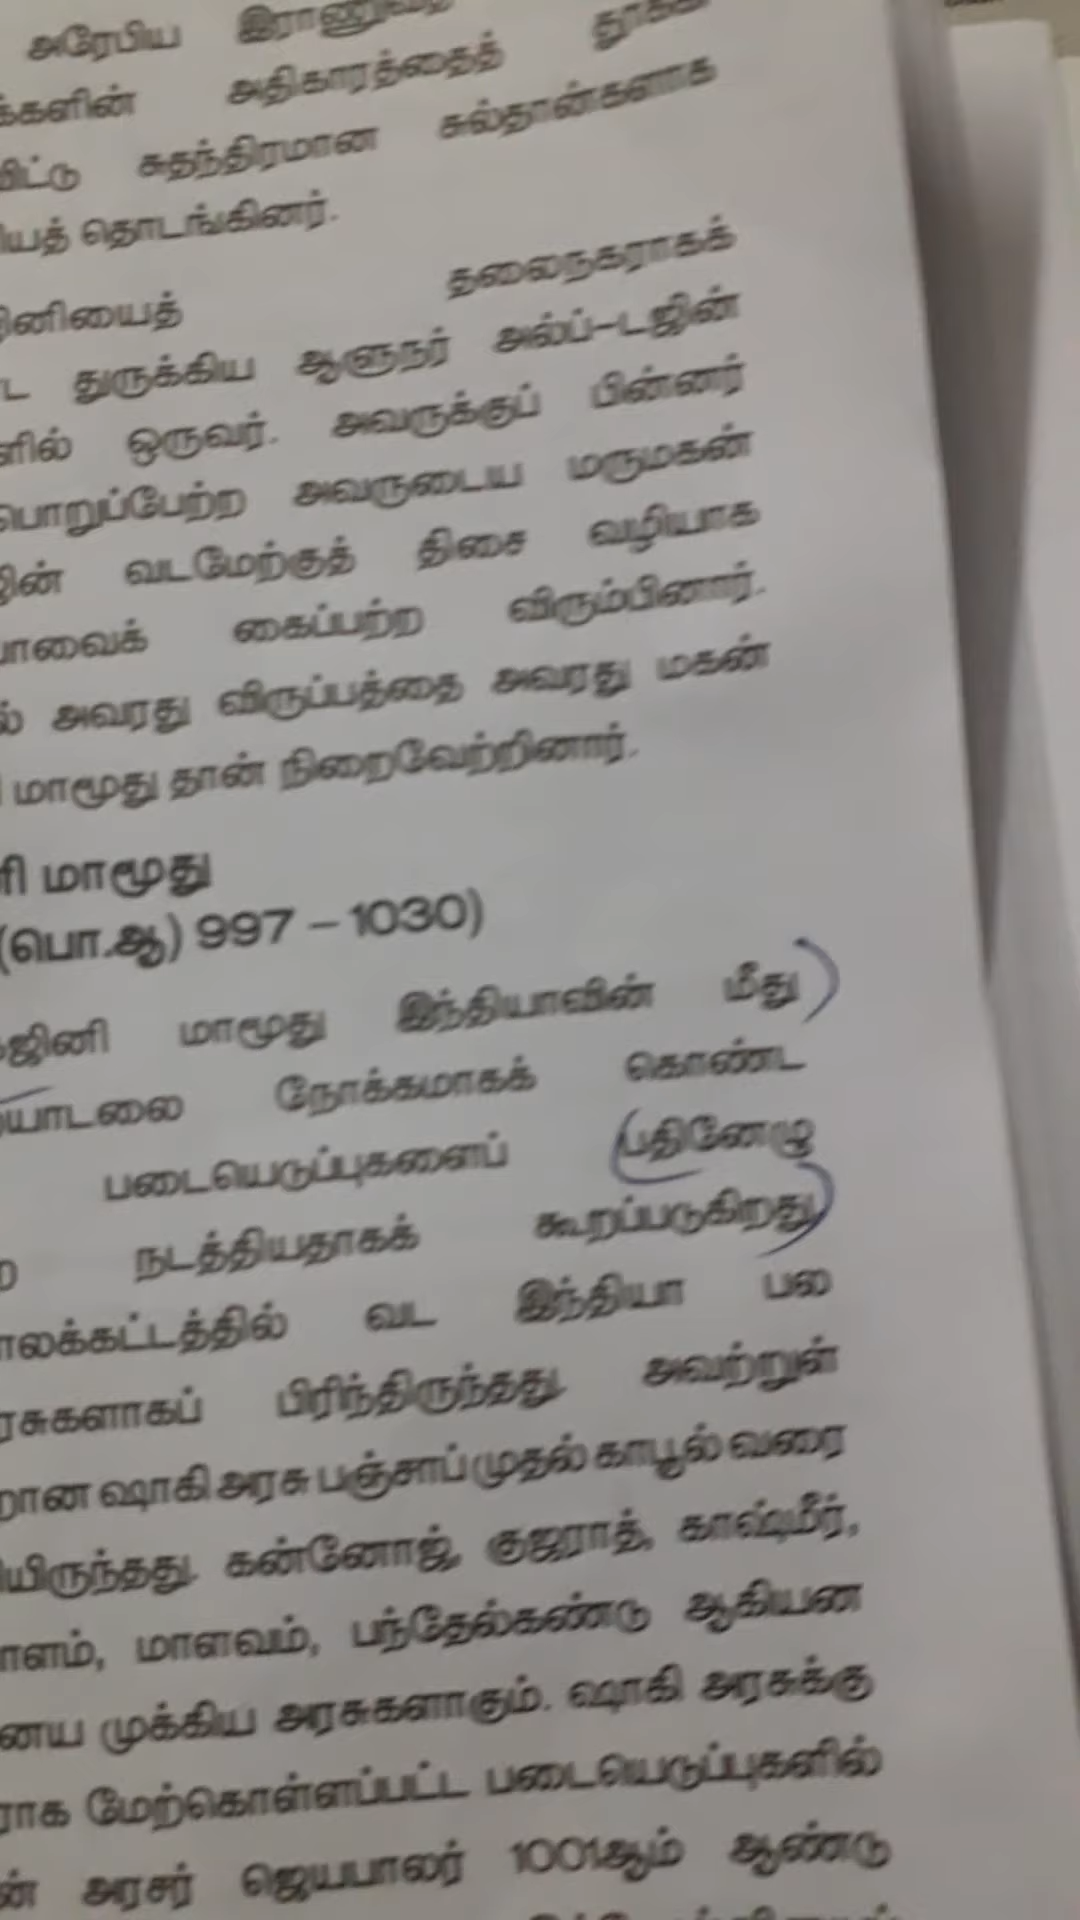 அரேபிய
களின் அதிகாரத்தைத்
விட்டு சுதந்திரமான சுல்தான்களாக
யத் தொடங்கினர்.
னியைத் தலைநகராகக்
ட துருக்கிய ஆளுநர் அல்ப்-டஜின்
ளில் ஒருவர். அவருக்குப் பின்னர்
பொறுப்பேற்ற அவருடைய மருமகன்
ஜின் வடமேற்குத் திசை வழியாக
யாவைக் கைப்பற்ற விரும்பினார்.
ல் அவரது விருப்பத்தை அவரது மகன்
மாமூது தான் நிறைவேற்றினார்.
னி மாமூது
(பொ.ஆ) 997 – 1030)
கஜினி மாமூது இந்தியாவின் மீது
யாடலை நோக்கமாகக் கொண்ட
படையெடுப்புகளைப் பதினேழு
றை நடத்தியதாகக் கூறப்படுகிறது.
ாலக்கட்டத்தில் வட இந்தியா பல
ரசுகளாகப் பிரிந்திருந்தது. அவற்றுள்
றான ஷாகி அரசு பஞ்சாப் முதல் காபூல் வரை
யிருந்தது. கன்னோஜ், குஜராத், காஷ்மீர்,
ாளம், மாளவம், பந்தேல்கண்டு ஆகியன
னைய முக்கிய அரசுகளாகும். ஷாகி அரசுக்கு
ராக மேற்கொள்ளப்பட்ட படையெடுப்புகளில்
ன் அரசர் ஜெயபாலர் 1001ஆம் ஆண்டு